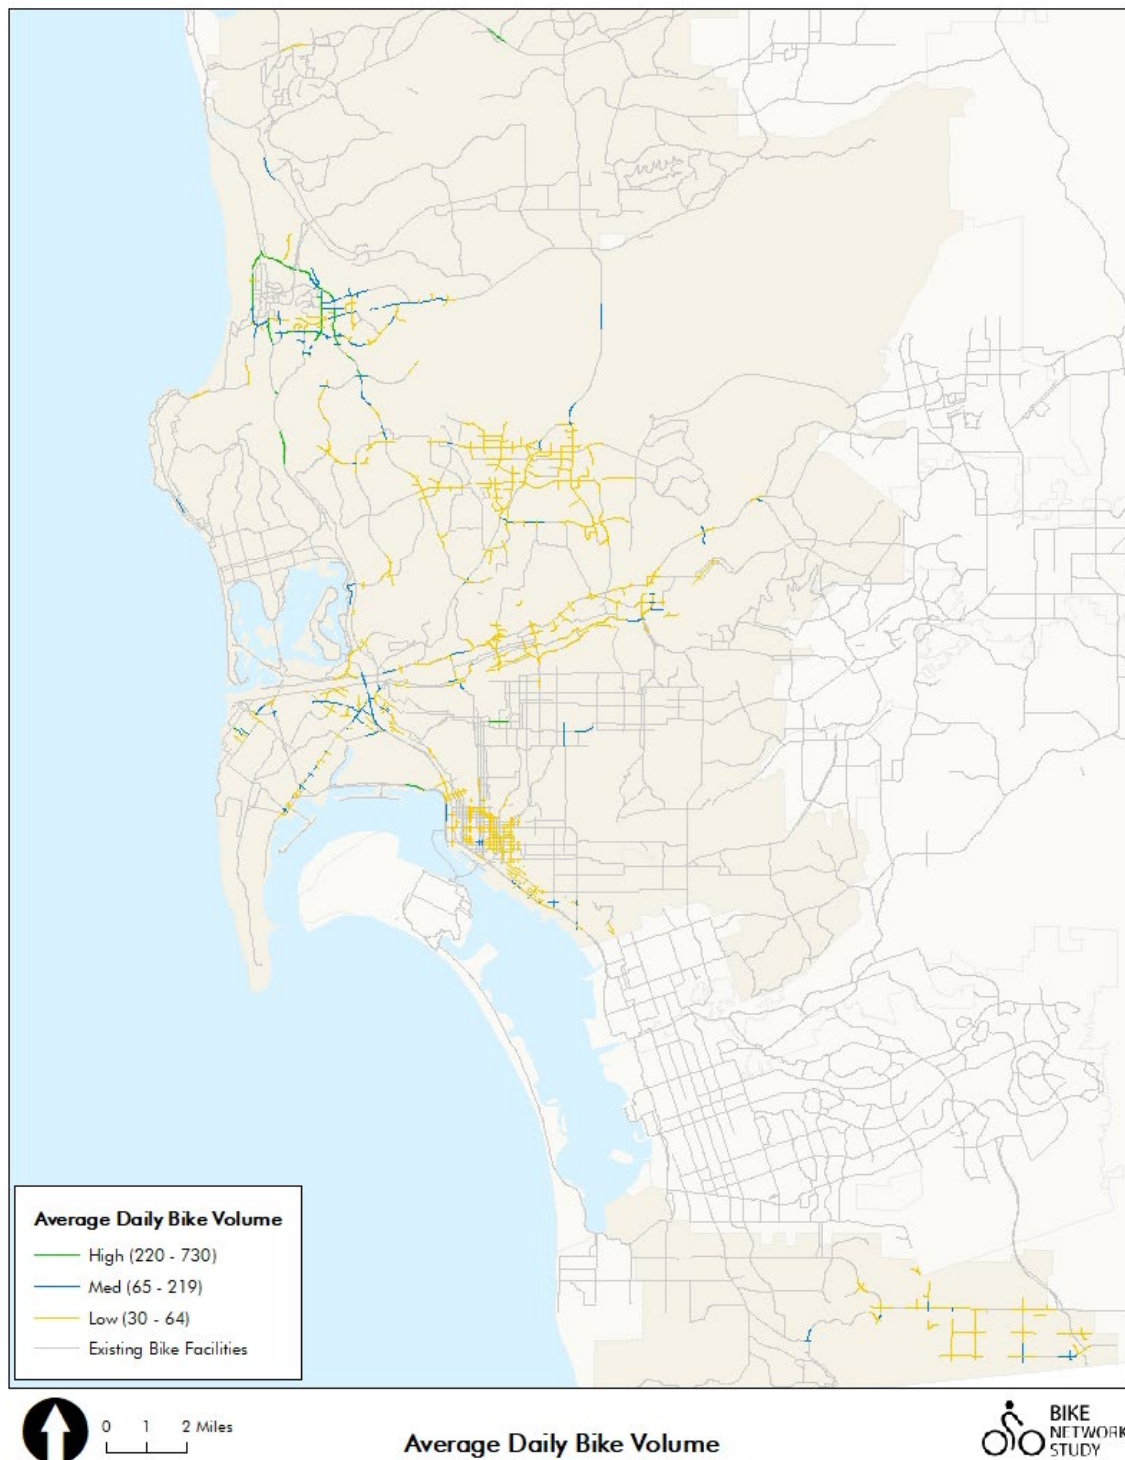 Average Daily Bike Volume
High (220 - 730)
Med (65 - 219)
Low (30 - 64)
Existing Bike Facilities
0 1 2 Miles
Average Daily Bike Volume
BIKE
NETWORK
STUDY